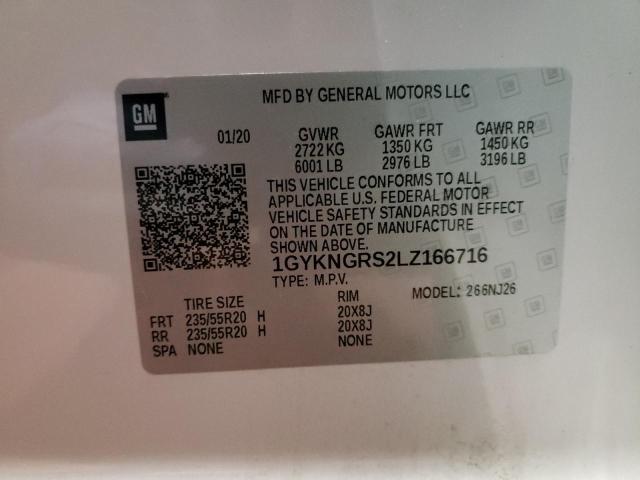 MFD BY GENERAL MOTORS LLC
GM
01/20 GVWR GAWR FRT GAWR RR
2722 KG 1350 KG 1450 KG
6001 LB 2976 LB 3196 LB
THIS VEHICLE CONFORMS TO ALL
APPLICABLE U.S. FEDERAL MOTOR
VEHICLE SAFETY STANDARDS IN EFFECT
ON THE DATE OF MANUFACTURE
SHOWN ABOVE.
1GYKNGRS2LZ166716
TYPE: M.P.V. MODEL: 266NJ26
TIRE SIZE RIM
FRT 235/55R20 H 20X8J
RR 235/55R20 H 20X8J
SPA NONE NONE